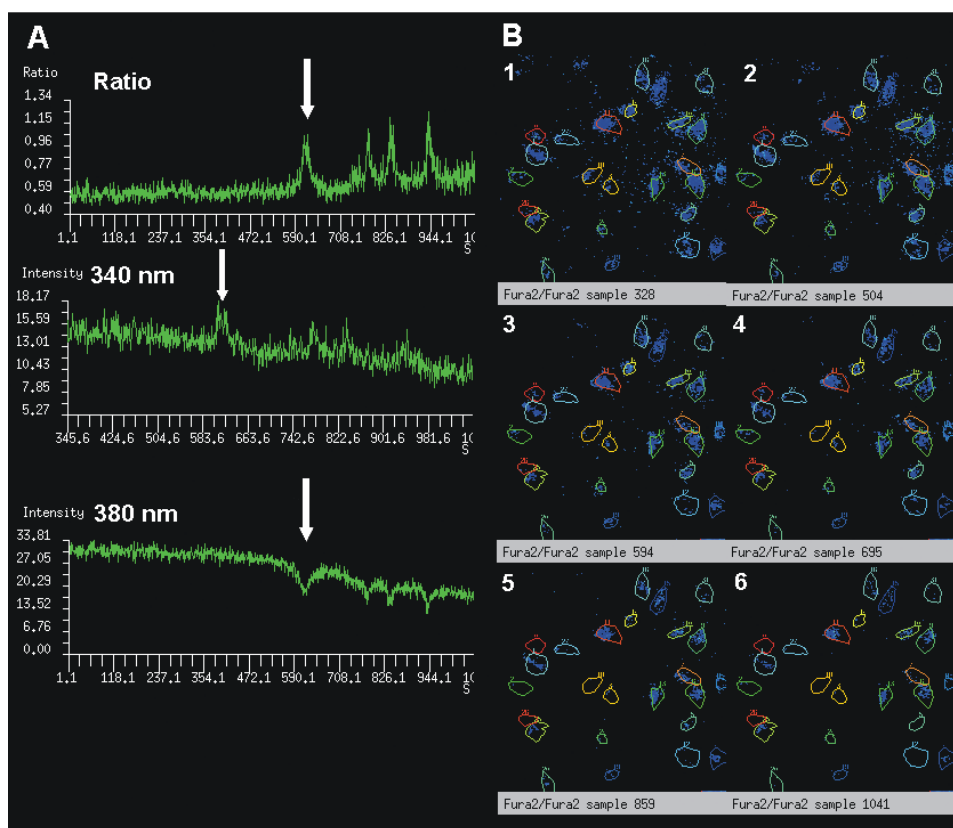 A
Ratio
Ratio
1.34
1.15
0.96
0.77
0.59
0.40
1.1 118.1 237.1 354.1 472.1 590.1 708.1 826.1 944.1
S
Intensity 340 nm
18.17
15.59
13.01
10.43
7.85
5.27
345.6 424.6 504.6 583.6 663.6 742.6 822.6 901.6 981.6
S
Intensity 380 nm
33.81
27.05
20.29
13.52
6.76
0.00
1.1 118.1 237.1 354.1 472.1 590.1 708.1 826.1 944.1
S
B
1 2
Fura2/Fura2 sample 328 Fura2/Fura2 sample 504
3 4
Fura2/Fura2 sample 594 Fura2/Fura2 sample 695
5 6
Fura2/Fura2 sample 859 Fura2/Fura2 sample 1041